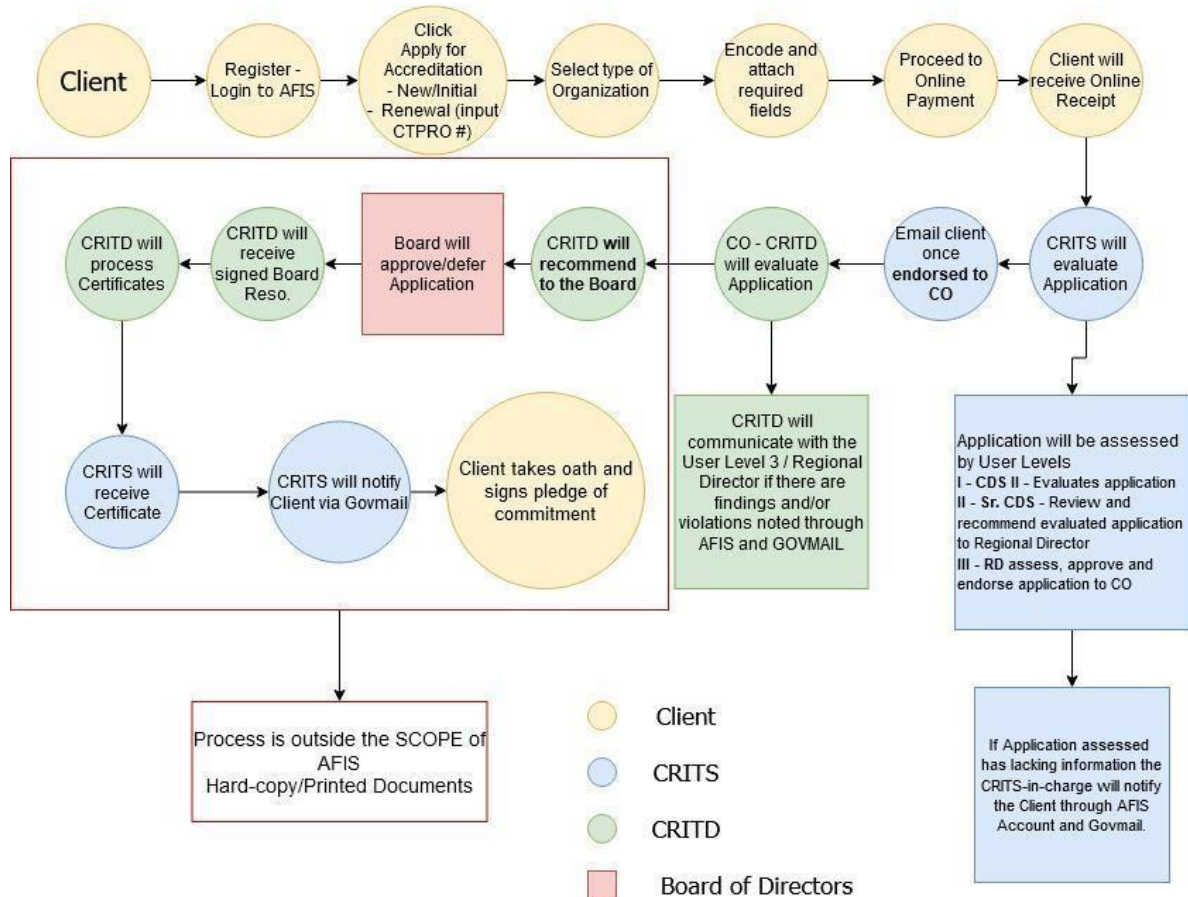 Client
Register -
Login to AFIS
Click
Apply for
Accreditation
- New/Initial
- Renewal (input
CTPRO #)
Select type of
Organization
Encode and
attach
required
fields
Proceed to
Online
Payment
Client will
receive Online
Receipt
CRITD will
process
Certificates
CRITD will
receive
signed Board
Reso.
Board will
approve/defer
Application
CRITD will
recommend
to the Board
CO - CRITD
will evaluate
Application
Email client
once
endorsed to
CO
CRITS will
evaluate
Application
CRITS will
receive
Certificate
CRITS will notify
Client via Govmail
Client takes oath and
signs pledge of
commitment
CRITD will
communicate with the
User Level 3 / Regional
Director if there are
findings and/or
violations noted through
AFIS and GOVMAIL
Application will be assessed
by User Levels
I - CDS II - Evaluates application
II - Sr. CDS - Review and
recommend evaluated application
to Regional Director
III - RD assess, approve and
endorse application to CO
Process is outside the SCOPE of
AFIS
Hard-copy/Printed Documents
If Application assessed
has lacking information the
CRITS-in-charge will notify
the Client through AFIS
Account and Govmail.
Client
CRITS
CRITD
Board of Directors